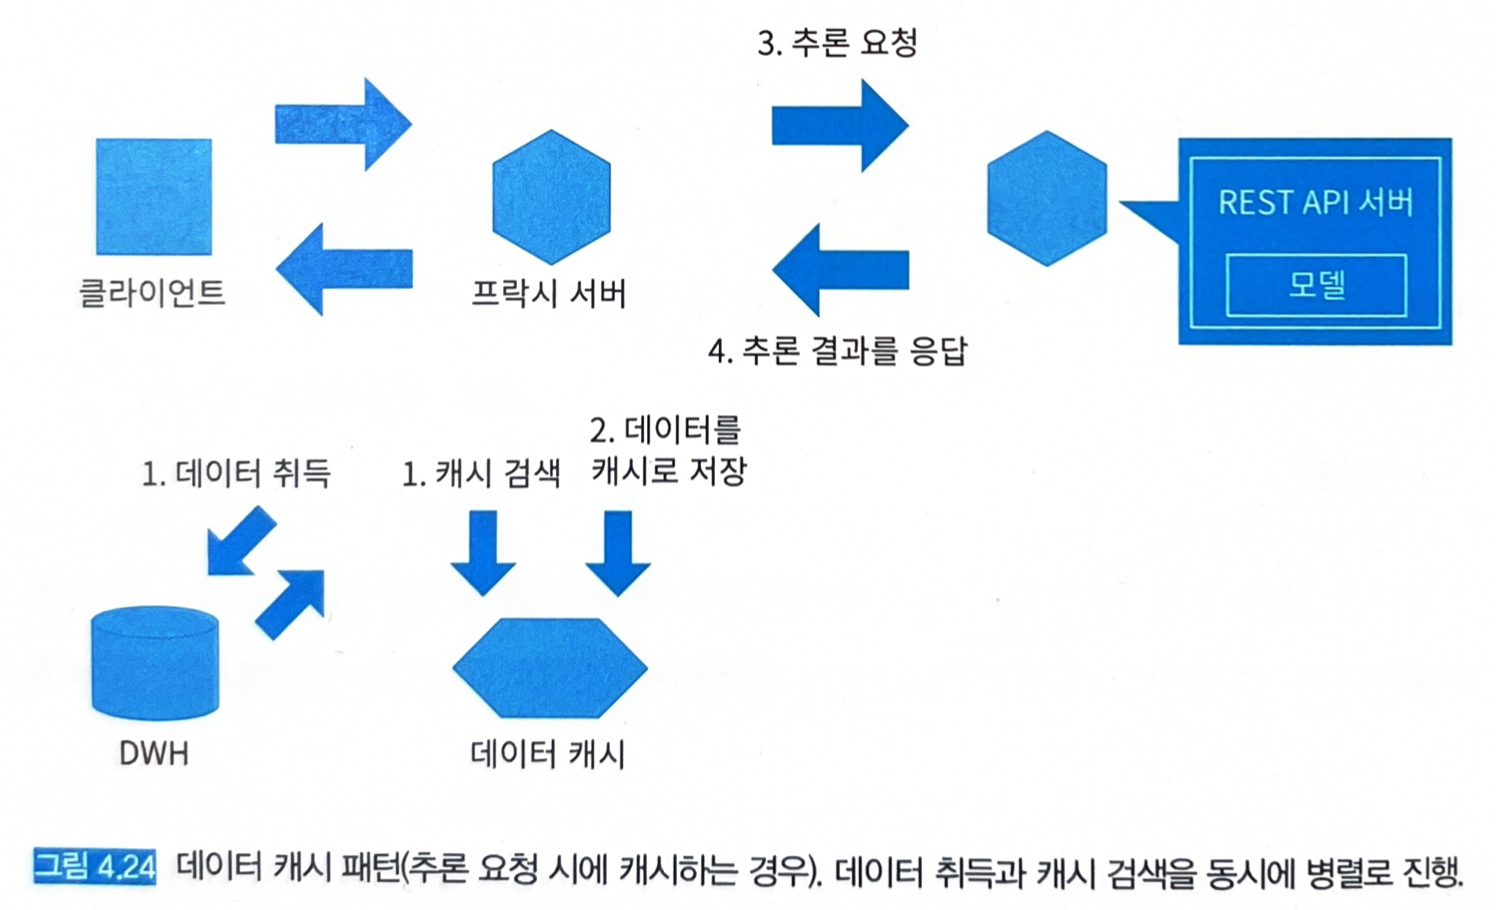 3. 추론 요청
REST API 서버
모델
클라이언트
프락시 서버
4. 추론 결과를 응답
1. 데이터 취득
1. 캐시 검색
2. 데이터를
캐시로 저장
DWH
데이터 캐시
그림 4.24 데이터 캐시 패턴(추론 요청 시에 캐시하는 경우). 데이터 취득과 캐시 검색을 동시에 병렬로 진행.